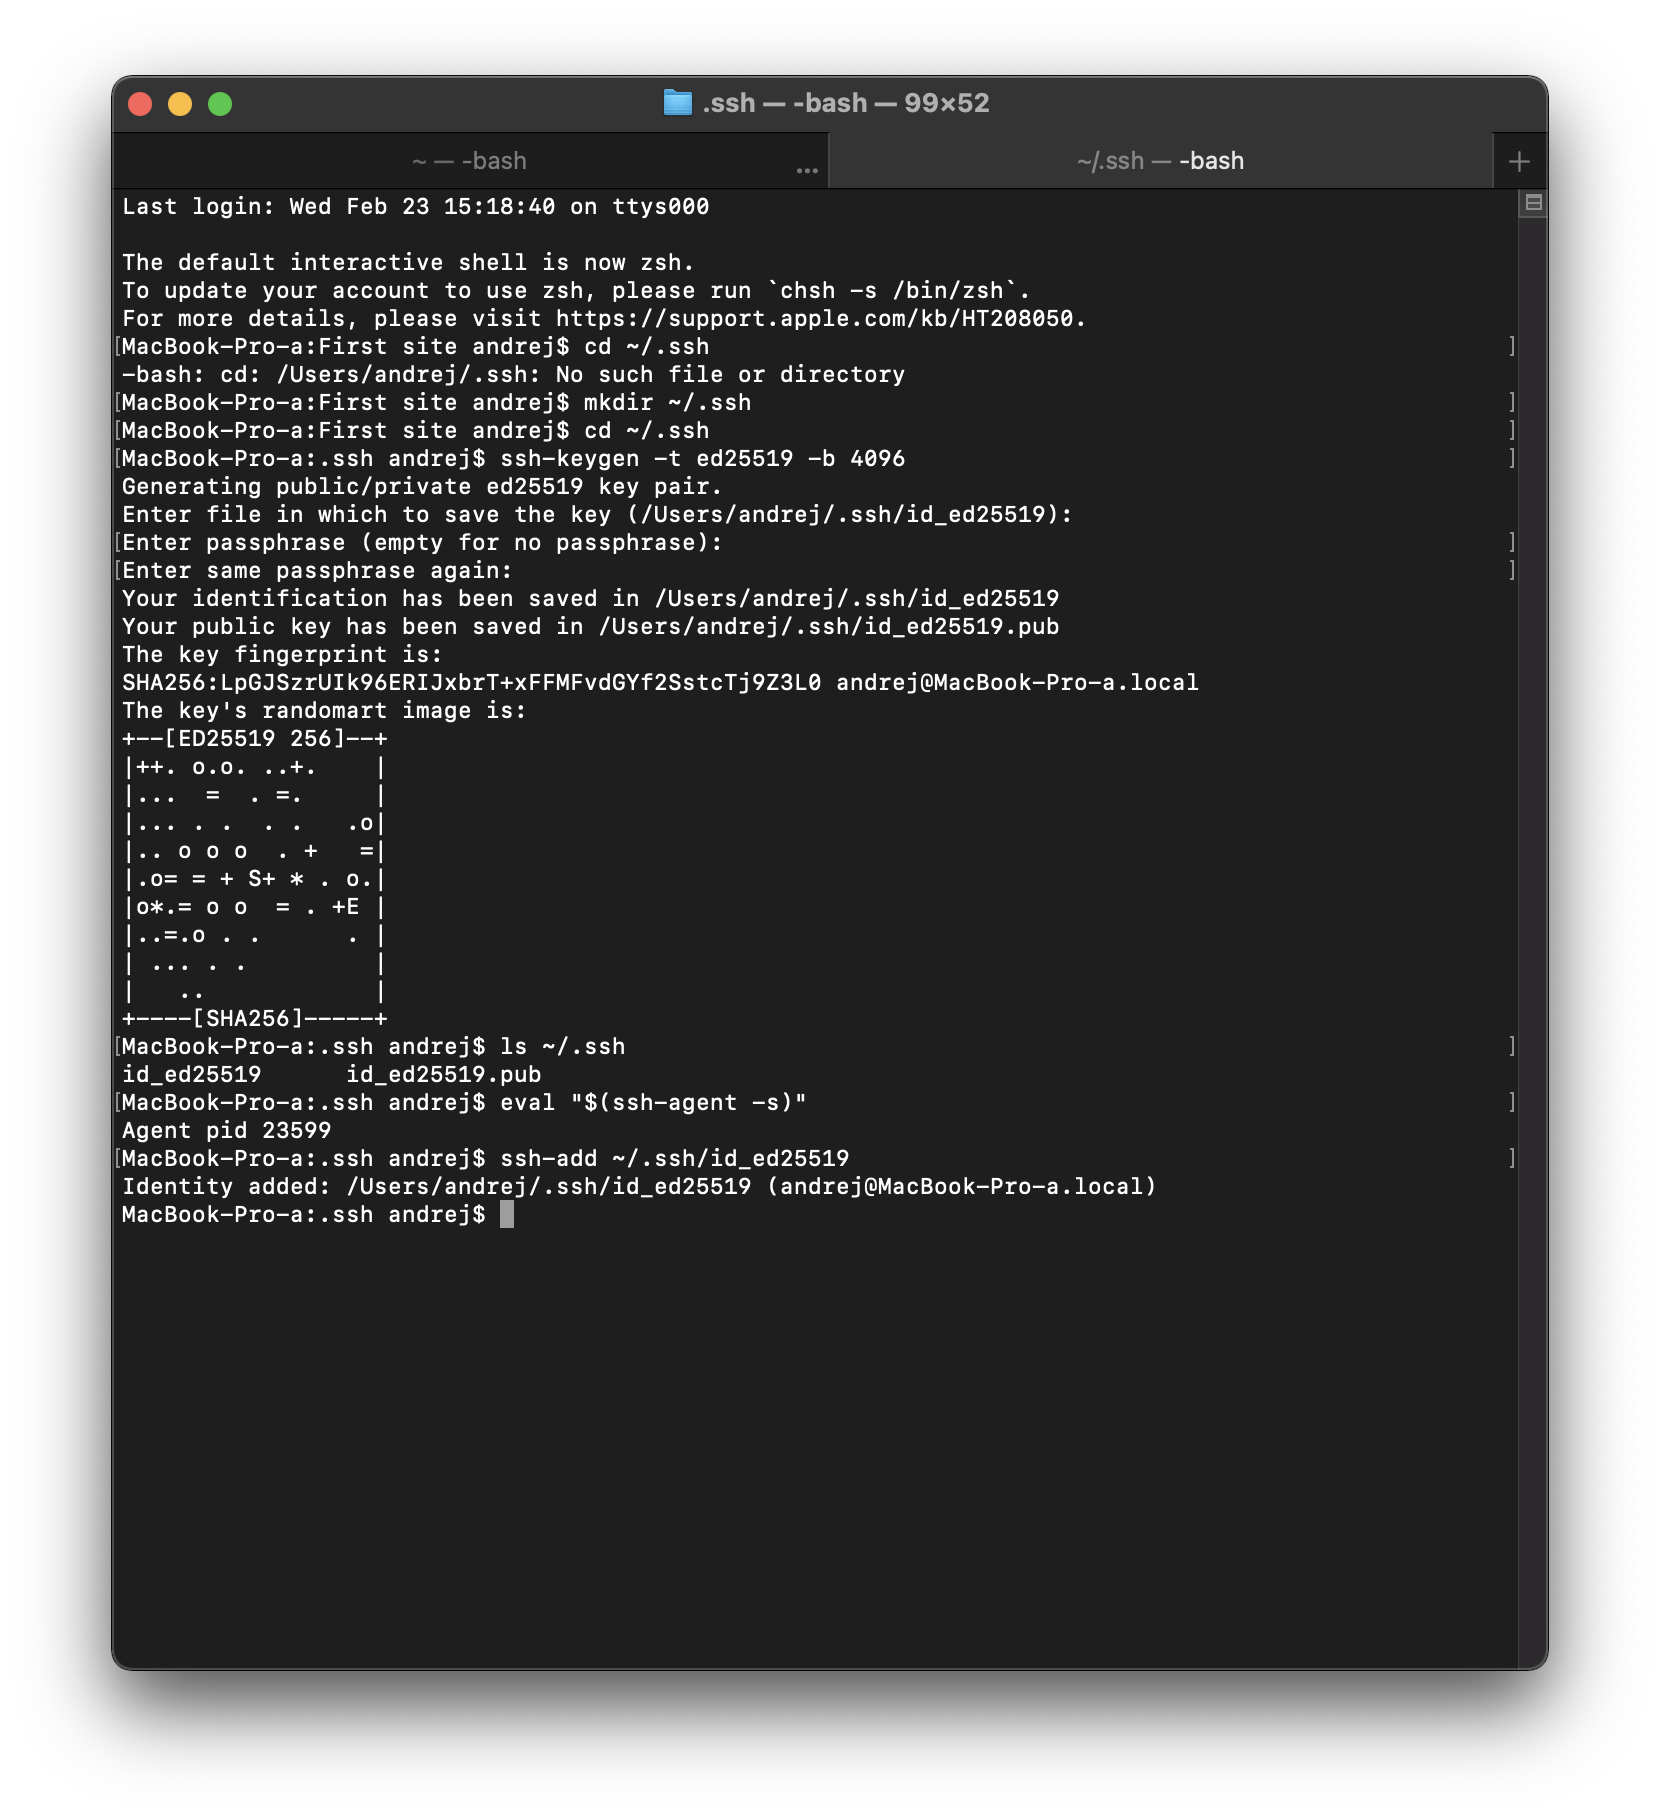 .ssh — -bash — 99×52
~ — -bash
...
~/.ssh — -bash
+
Last login: Wed Feb 23 15:18:40 on ttys000
The default interactive shell is now zsh.
To update your account to use zsh, please run `chsh -s /bin/zsh`.
For more details, please visit https://support.apple.com/kb/HT208050.
[MacBook-Pro-a:First site andrej$ cd ~/.ssh ]
-bash: cd: /Users/andrej/.ssh: No such file or directory
[MacBook-Pro-a:First site andrej$ mkdir ~/.ssh ]
[MacBook-Pro-a:First site andrej$ cd ~/.ssh ]
[MacBook-Pro-a:.ssh andrej$ ssh-keygen -t ed25519 -b 4096 ]
Generating public/private ed25519 key pair.
Enter file in which to save the key (/Users/andrej/.ssh/id_ed25519):
[Enter passphrase (empty for no passphrase): ]
[Enter same passphrase again: ]
Your identification has been saved in /Users/andrej/.ssh/id_ed25519
Your public key has been saved in /Users/andrej/.ssh/id_ed25519.pub
The key fingerprint is:
SHA256:LpGJSzrUIk96ERIJxbrT+xFFMFvdGYf2SstcTj9Z3L0 andrej@MacBook-Pro-a.local
The key's randomart image is:
+--[ED25519 256]--+
|++. o.o. ..+.    |
|...  =  . =.     |
|... . .  . .   .o|
|.. o o o  . +   =|
|.o= = + S+ * . o.|
|o*.= o o  = . +E |
|..=.o . .      . |
| ... . .         |
|   ..            |
+----[SHA256]-----+
[MacBook-Pro-a:.ssh andrej$ ls ~/.ssh ]
id_ed25519      id_ed25519.pub
[MacBook-Pro-a:.ssh andrej$ eval "$(ssh-agent -s)" ]
Agent pid 23599
[MacBook-Pro-a:.ssh andrej$ ssh-add ~/.ssh/id_ed25519 ]
Identity added: /Users/andrej/.ssh/id_ed25519 (andrej@MacBook-Pro-a.local)
MacBook-Pro-a:.ssh andrej$